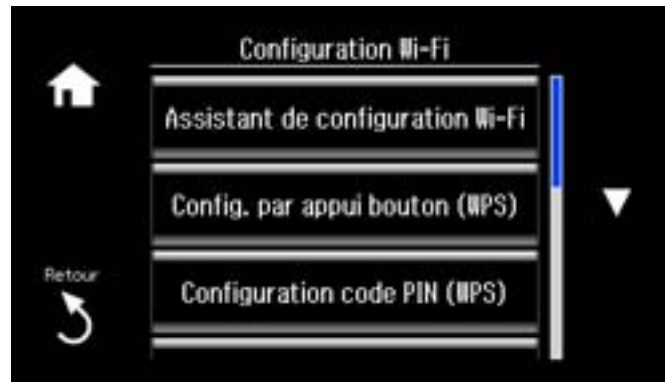 Configuration Wi-Fi
Assistant de configuration Wi-Fi
Config. par appui bouton (WPS)
Retour
Configuration code PIN (WPS)